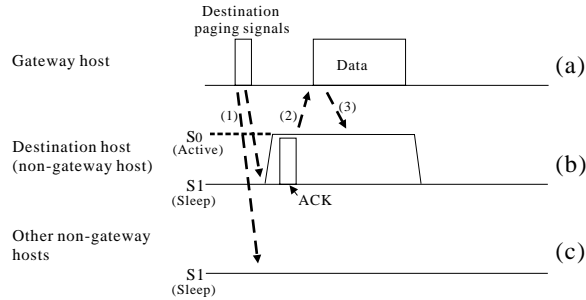 Destination
paging signals
Gateway host
Data
(a)
(1)
(2)
(3)
S0
(Active)
Destination host
(non-gateway host)
(b)
S1
(Sleep)
ACK
Other non-gateway
hosts
(c)
S1
(Sleep)